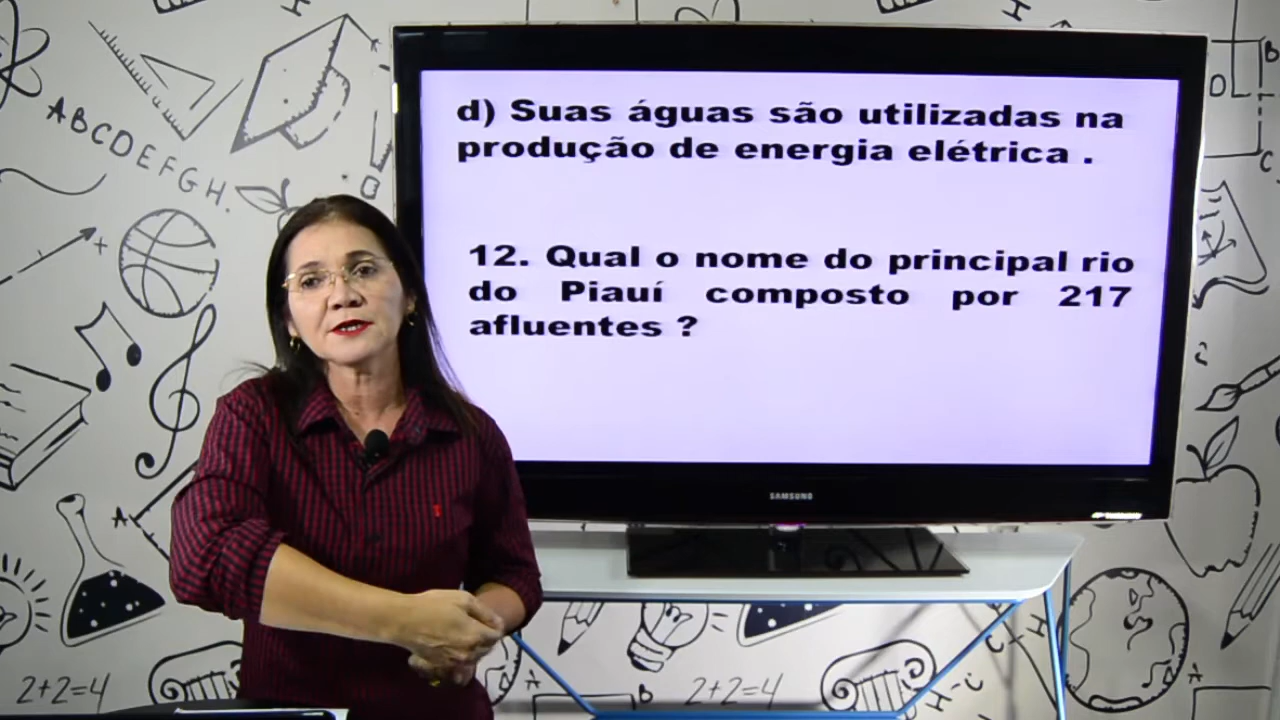 H
ABCDEFGH.
d) Suas águas são utilizadas na
produção de energia elétrica .
12. Qual o nome do principal rio
do Piauí composto por 217
afluentes ?
SAMSUNG
B
D
C
A
2+2=4
A
B
2+2=4
C
H
H-C
A